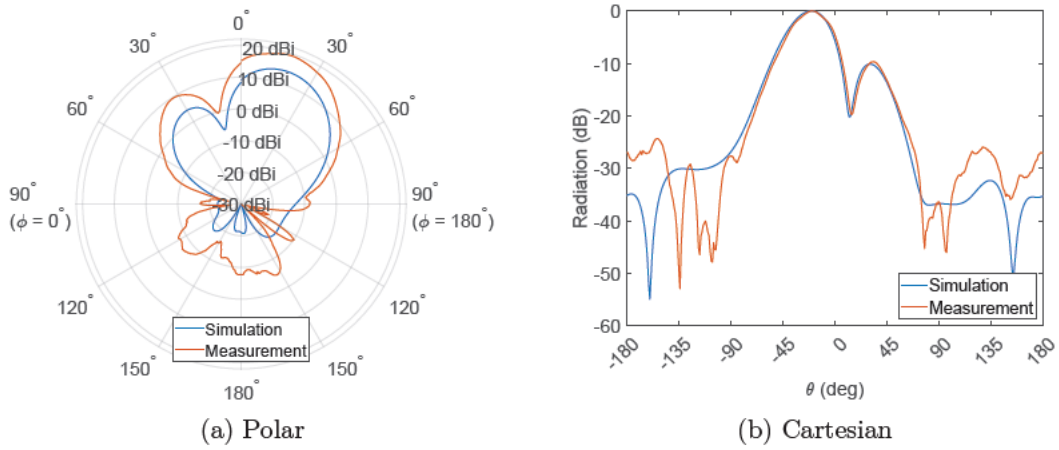 0°
30°
30°
60°
60°
90°
(ϕ = 0°)
90°
(ϕ = 180°)
120°
120°
150°
150°
180°
20 dBi
10 dBi
0 dBi
-10 dBi
-20 dBi
-30 dBi
Simulation
Measurement
(a) Polar
0
-10
-20
-30
-40
-50
-60
Radiation (dB)
-180
-135
-90
-45
0
45
90
135
180
θ (deg)
Simulation
Measurement
(b) Cartesian